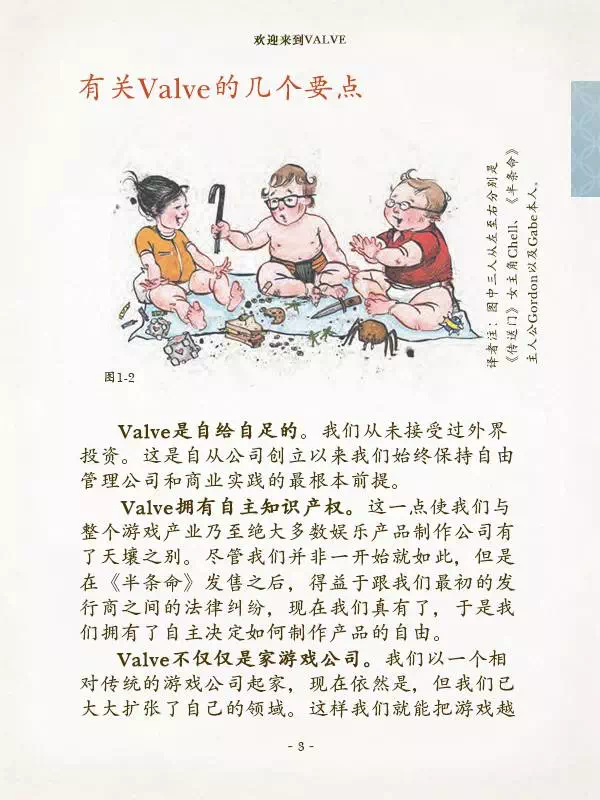 欢迎来到VALVE
有关Valve的几个要点
译者注：图中三人从左至右分别是
《传送门》女主角Chell、《半条命》
主人公Gordon以及Gabe本人。
图1-2
Valve是自给自足的。我们从未接受过外界
投资。这是自从公司创立以来我们始终保持自由
管理公司和商业实践的最根本前提。
Valve拥有自主知识产权。这一点使我们与
整个游戏产业乃至绝大多数娱乐产品制作公司有
了天壤之别。尽管我们并非一开始就如此，但是
在《半条命》发售之后，得益于跟我们最初的发
行商之间的法律纠纷，现在我们真有了，于是我
们拥有了自主决定如何制作产品的自由。
Valve不仅仅是家游戏公司。我们以一个相
对传统的游戏公司起家，现在依然是，但我们已
大大扩张了自己的领域。这样我们就能把游戏越
- 3 -